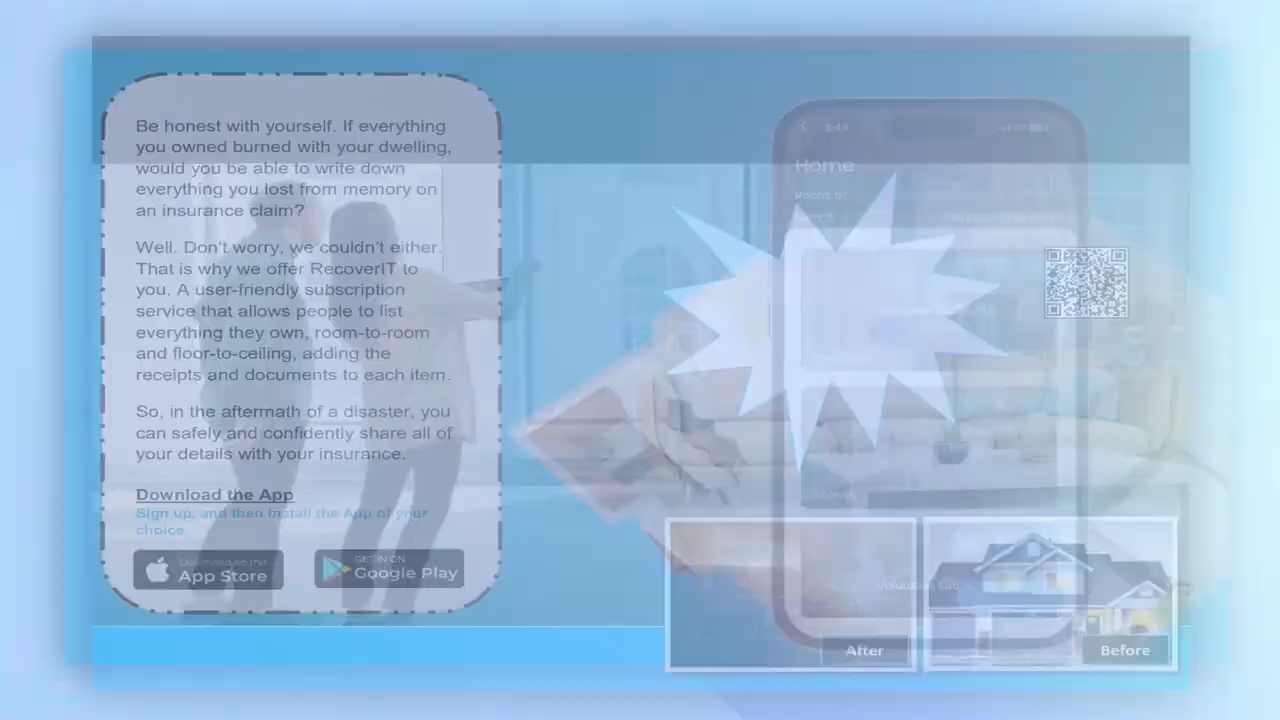 Be honest with yourself. If everything
you owned burned with your dwelling,
would you be able to write down
everything you lost from memory on
an insurance claim?
Well. Don't worry, we couldn't either.
That is why we offer RecoverIT to
you. A user-friendly subscription
service that allows people to list
everything they own, room-to-room
and floor-to-ceiling, adding the
receipts and documents to each item.
So, in the aftermath of a disaster, you
can safely and confidently share all of
your details with your insurance.
Download the App
Sign up, and then install the App of your
choice
Download on the
App Store
GET IN ON
Google Play
Home
After
Before